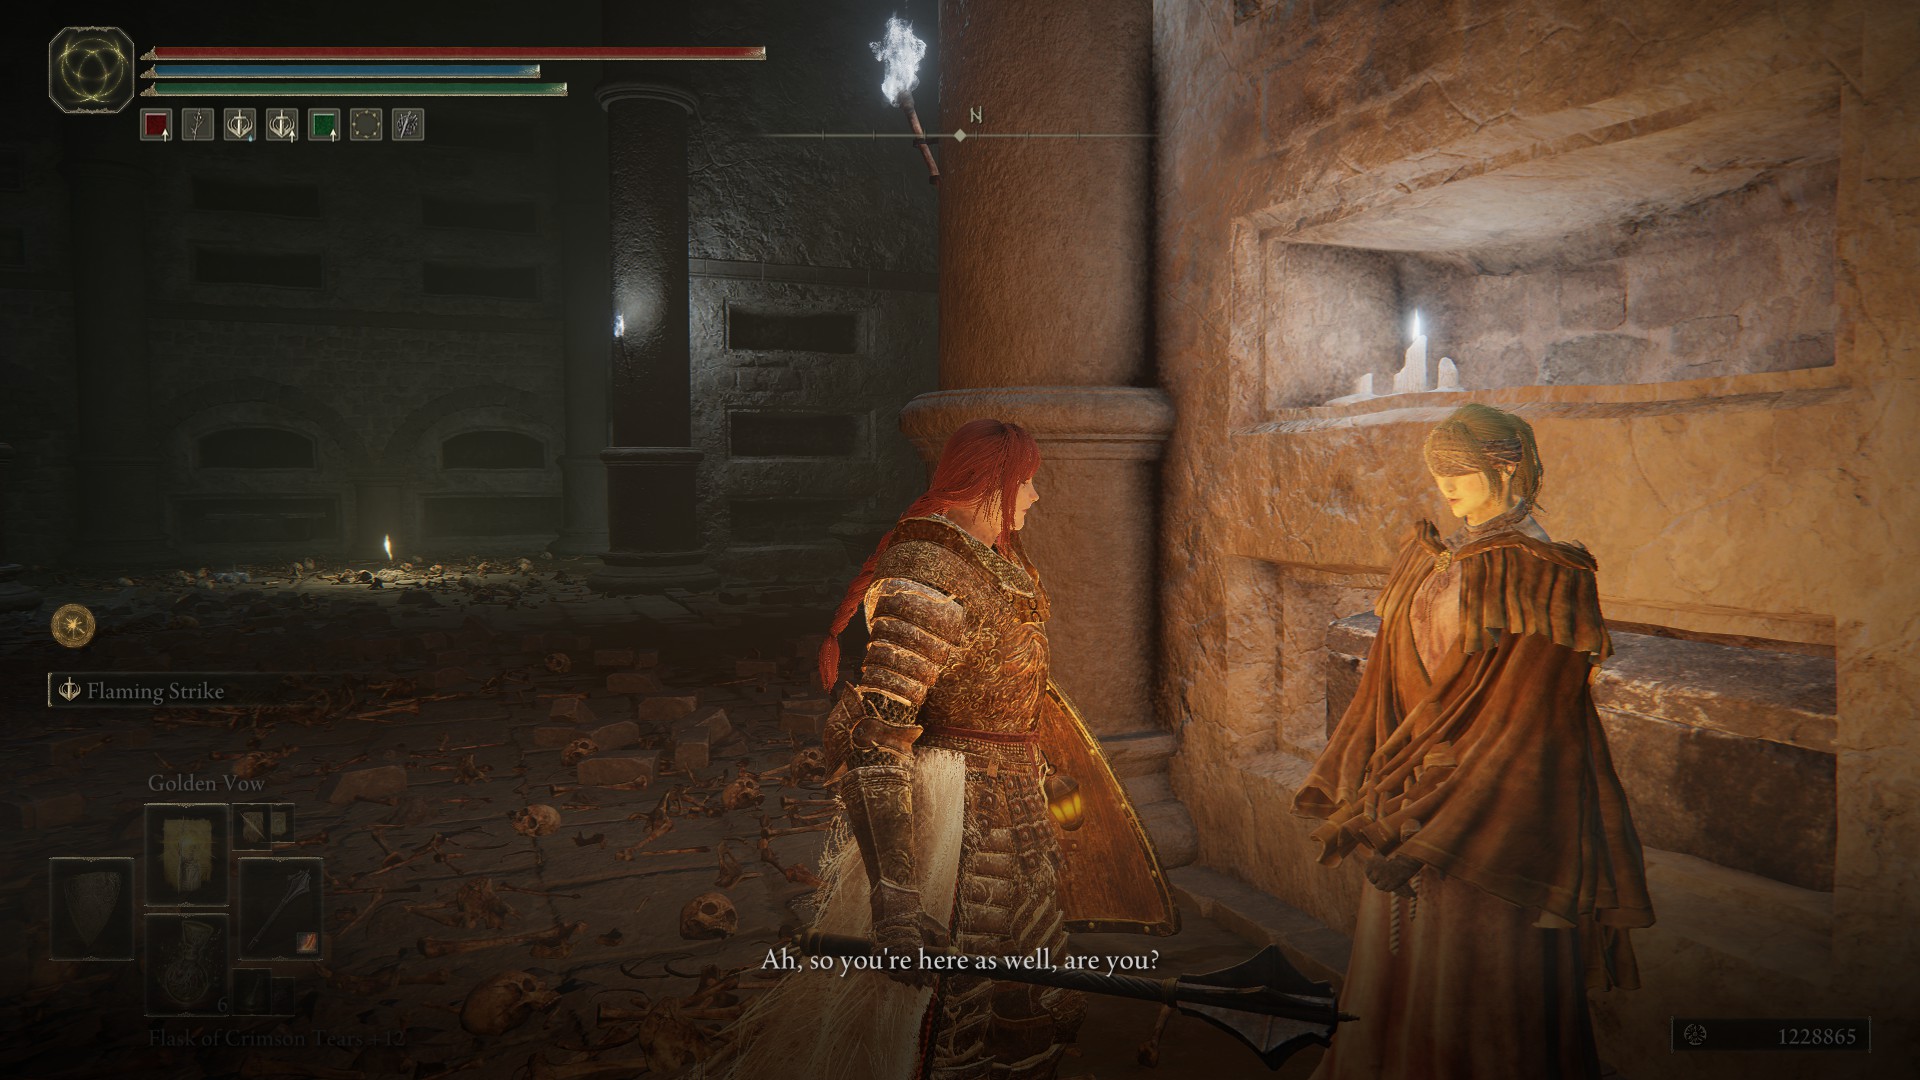 N
Flaming Strike
Golden Vow
6
Flask of Crimson Tears +12
Ah, so you're here as well, are you?
1228865